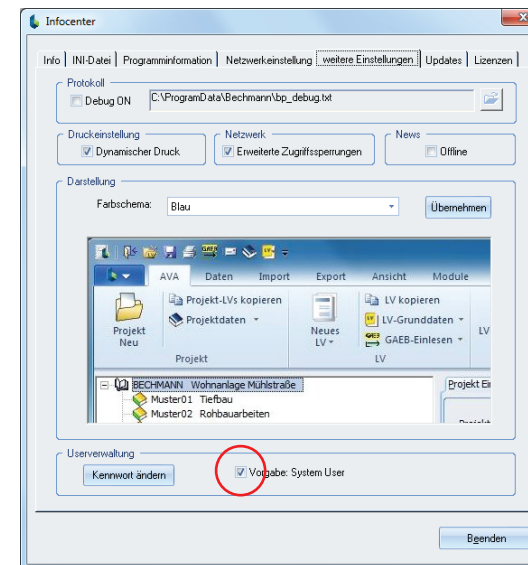 Infocenter
Info INI-Datei Programminformation Netzwerkeinstellung weitere Einstellungen Updates Lizenzen
Protokoll
Debug ON C:\ProgramData\Bechmann\bp_debug.txt
Druckeinstellung Netzwerk News
Dynamischer Druck Erweiterte Zugriffssperrungen Offline
Darstellung
Farbschema: Blau Übernehmen
AVA Daten Import Export Ansicht Module
Projekt-LVs kopieren LV kopieren
Projektdaten LV-Grunddaten
Projekt Neu Neues LV GAEB-Einlesen LV
Projekt LV
BECHMANN Wohnanlage Mühlstraße Projekt
Muster01 Tiefbau
Muster02 Rohbauarbeiten
Userverwaltung
Kennwort ändern Vorgabe: System User
Beenden